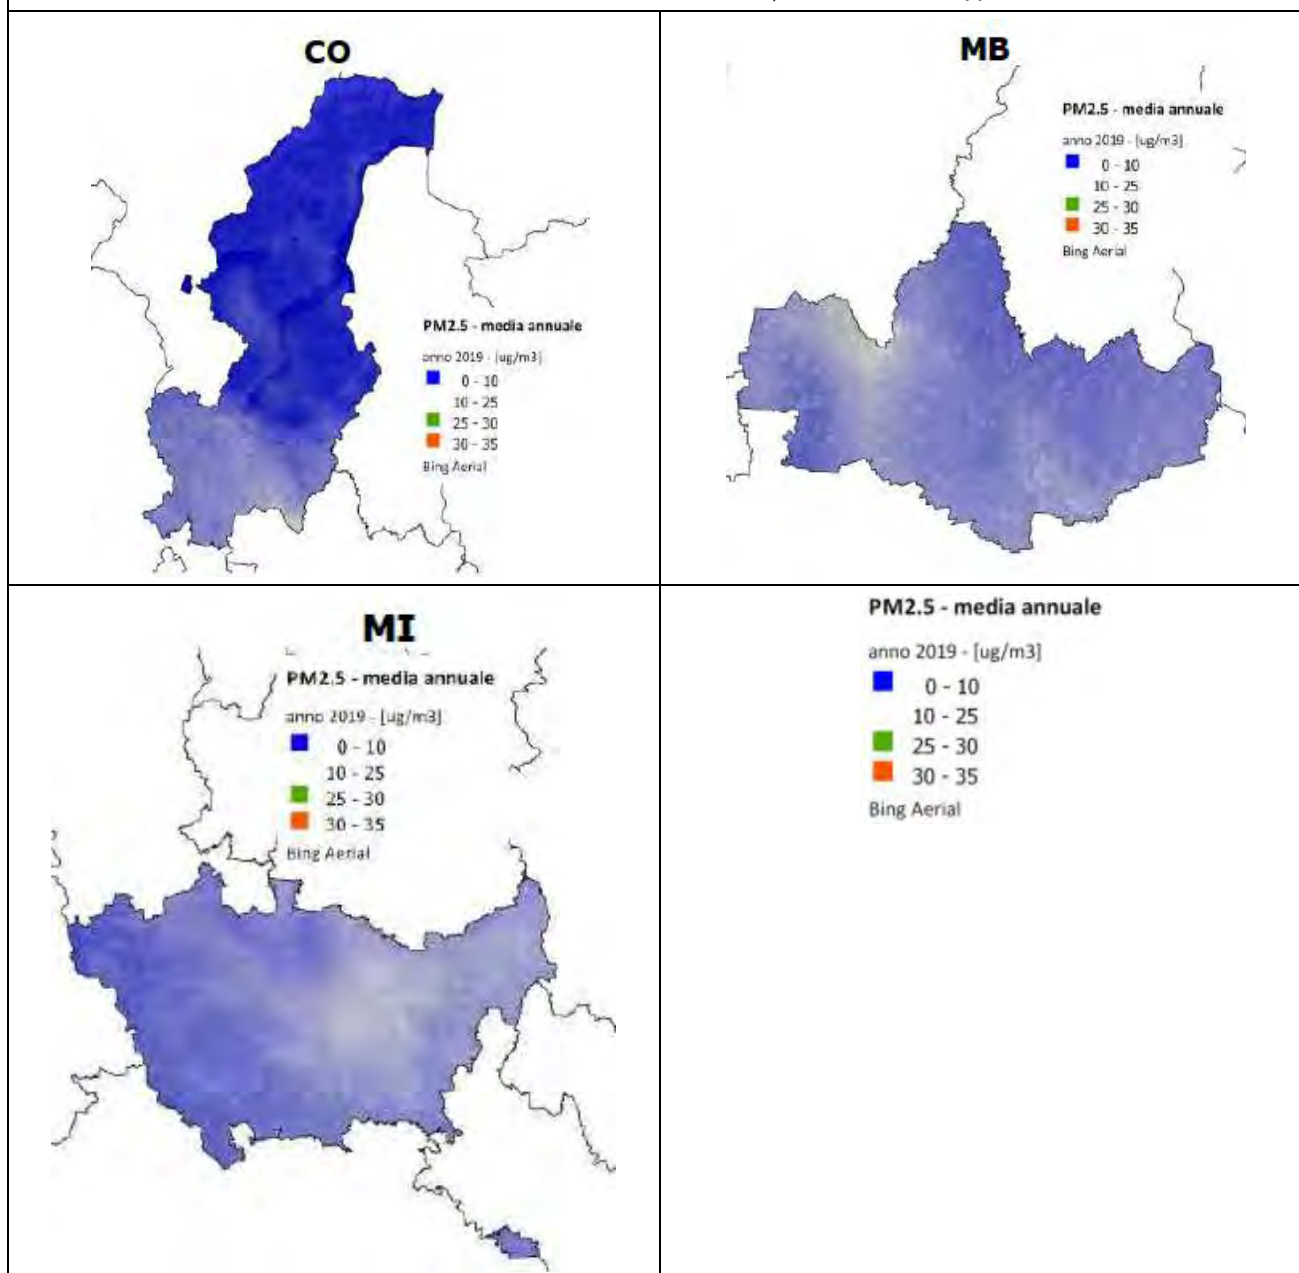 CO
PM2.5 - media annuale
anno 2019 - [ug/m3]
0 - 10
10 - 25
25 - 30
30 - 35
Bing Aerial
MB
PM2.5 - media annuale
anno 2019 - [ug/m3]
0 - 10
10 - 25
25 - 30
30 - 35
Bing Aerial
MI
PM2.5 - media annuale
anno 2019 - [ug/m3]
0 - 10
10 - 25
25 - 30
30 - 35
Bing Aerial
PM2.5 - media annuale
anno 2019 - [ug/m3]
0 - 10
10 - 25
25 - 30
30 - 35
Bing Aerial